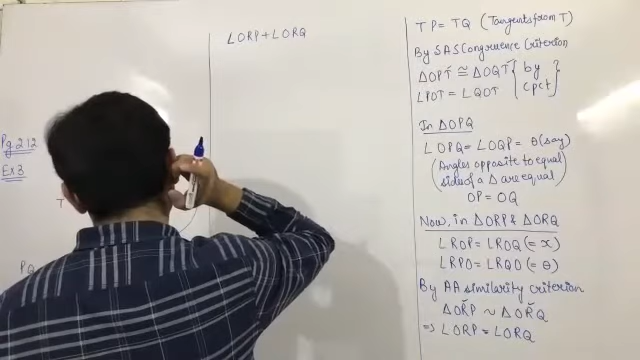 Pg 212
Ex 3
T
PQ
∠ORP+∠ORQ
TP = TQ (Tangents from T)
By SAS Congruence Criterion
ΔOPT ≅ ΔOQT } by
∠POT = ∠QOT } cpct
In ΔOPQ
∠OPQ = ∠OQP = θ (say)
(Angles opposite to equal
sides of a Δ are equal)
OP = OQ
Now, in ΔORP & ΔORQ
∠ROP = ∠ROQ (= x)
∠RPO = ∠RQO (= θ)
By AA similarity criterion
ΔORP ~ ΔORQ
⇒ ∠ORP = ∠ORQ